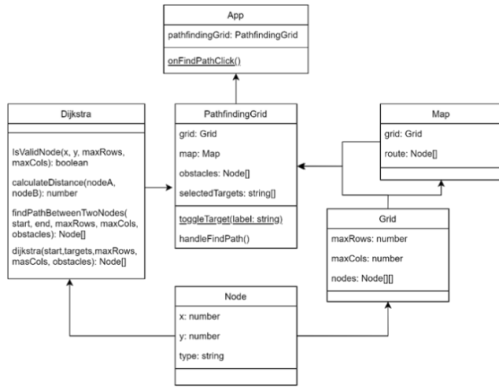 App
pathfindingGrid: PathfindingGrid
onFindPathClick()
Dijkstra
IsValidNode(x, y, maxRows,
maxCols): boolean
calculateDistance(nodeA,
nodeB): number
findPathBetweenTwoNodes(
start, end, maxRows, maxCols,
obstacles): Node[]
dijkstra(start,targets,maxRows,
masCols, obstacles): Node[]
PathfindingGrid
grid: Grid
map: Map
obstacles: Node[]
selectedTargets: string[]
toggleTarget(label: string)
handleFindPath()
Map
grid: Grid
route: Node[]
Grid
maxRows: number
maxCols: number
nodes: Node[][]
Node
x: number
y: number
type: string